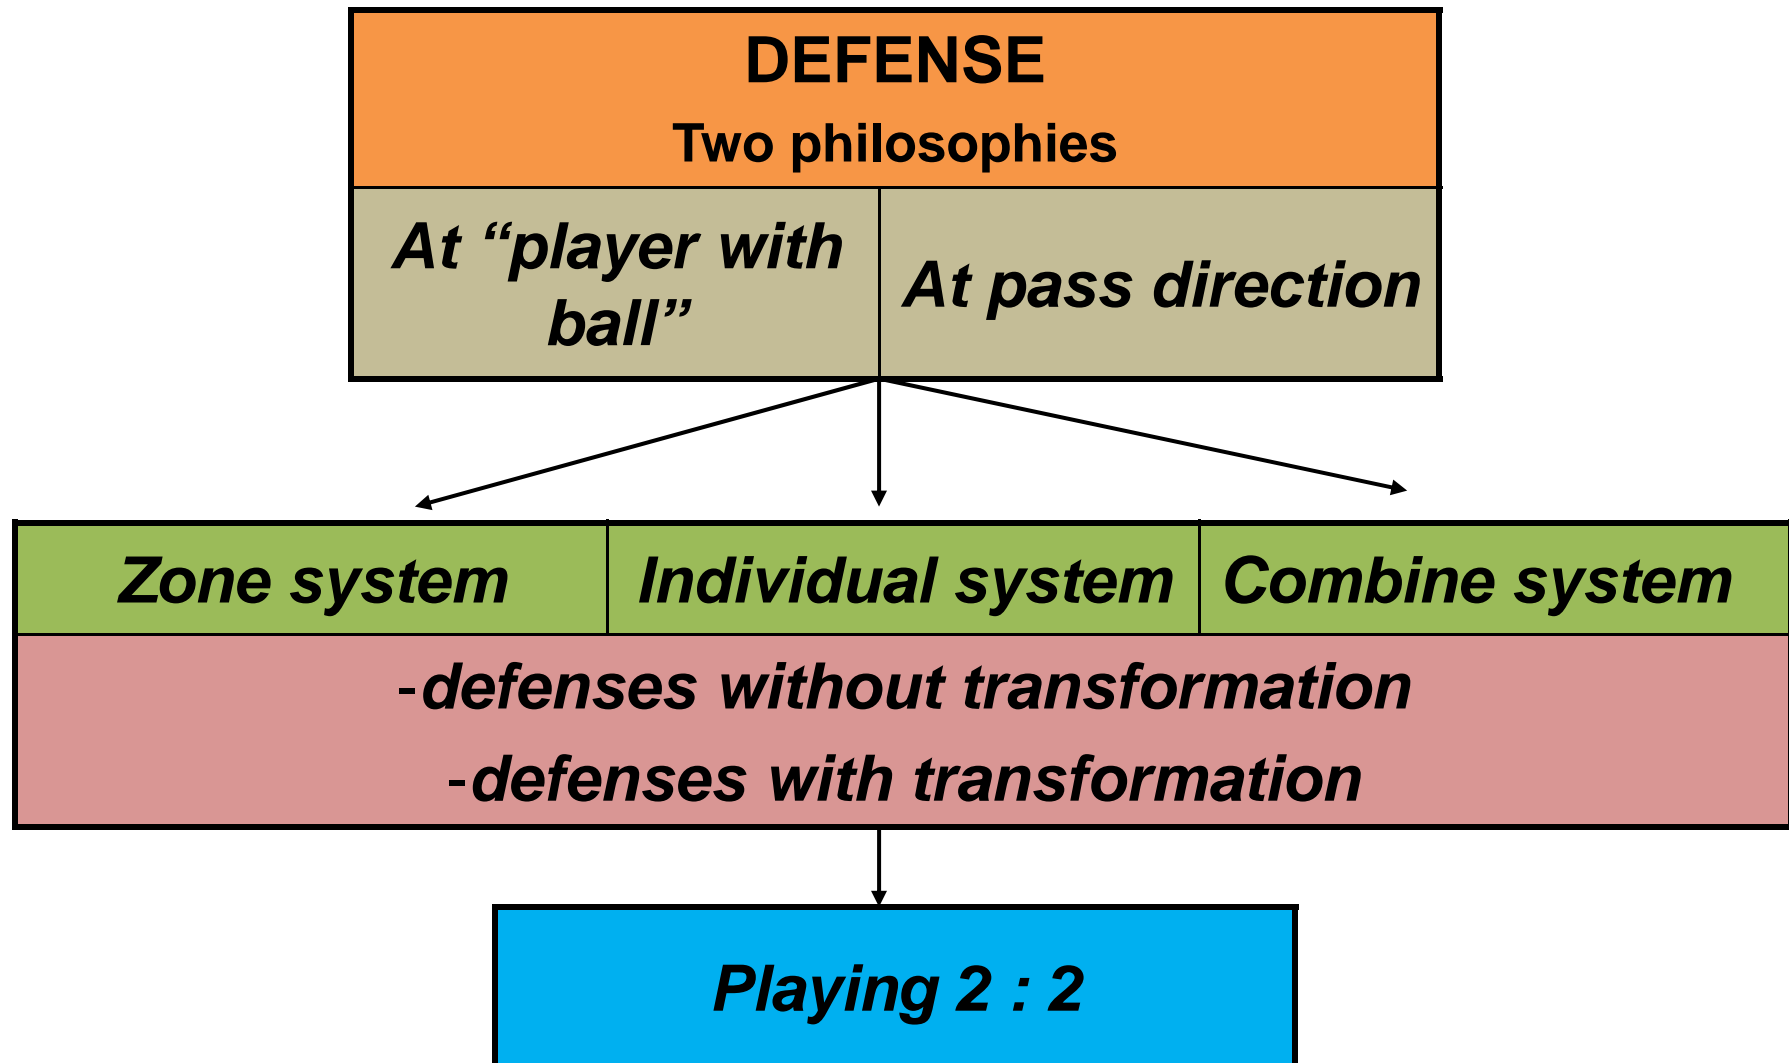 DEFENSE
Two philosophies
At “player with
ball”
At pass direction
Zone system
Individual system
Combine system
-defenses without transformation
-defenses with transformation
Playing 2 : 2